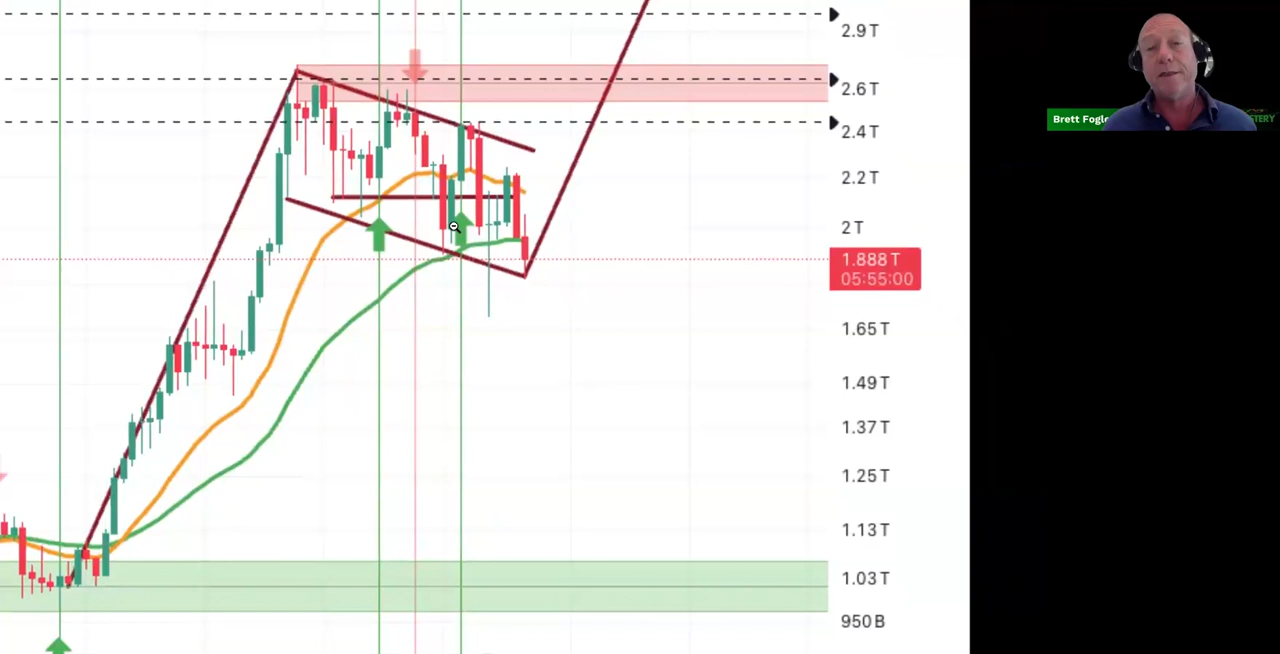 2.9 T
2.6 T
2.4 T
2.2 T
2 T
1.888 T
05:55:00
1.65 T
1.49 T
1.37 T
1.25 T
1.13 T
1.03 T
950 B
Brett Fogle